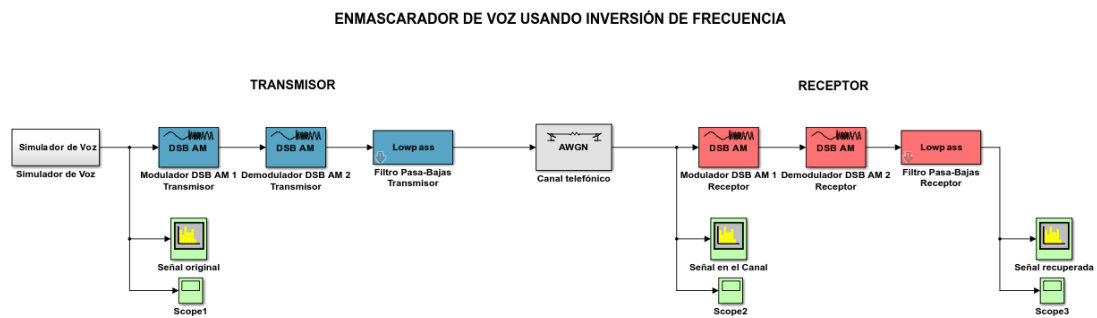 ENMASCARADOR DE VOZ USANDO INVERSIÓN DE FRECUENCIA
TRANSMISOR
RECEPTOR
Simulador de Voz
Simulador de Voz
DSB AM
Modulador DSB AM 1
Transmisor
DSB AM
Demodulador DSB AM 2
Transmisor
Lowpass
Filtro Pasa-Bajas
Transmisor
AWGN
Canal telefónico
DSB AM
Modulador DSB AM 1
Receptor
DSB AM
Demodulador DSB AM 2
Receptor
Lowpass
Filtro Pasa-Bajas
Receptor
Señal original
Scope1
Señal en el Canal
Scope2
Señal recuperada
Scope3